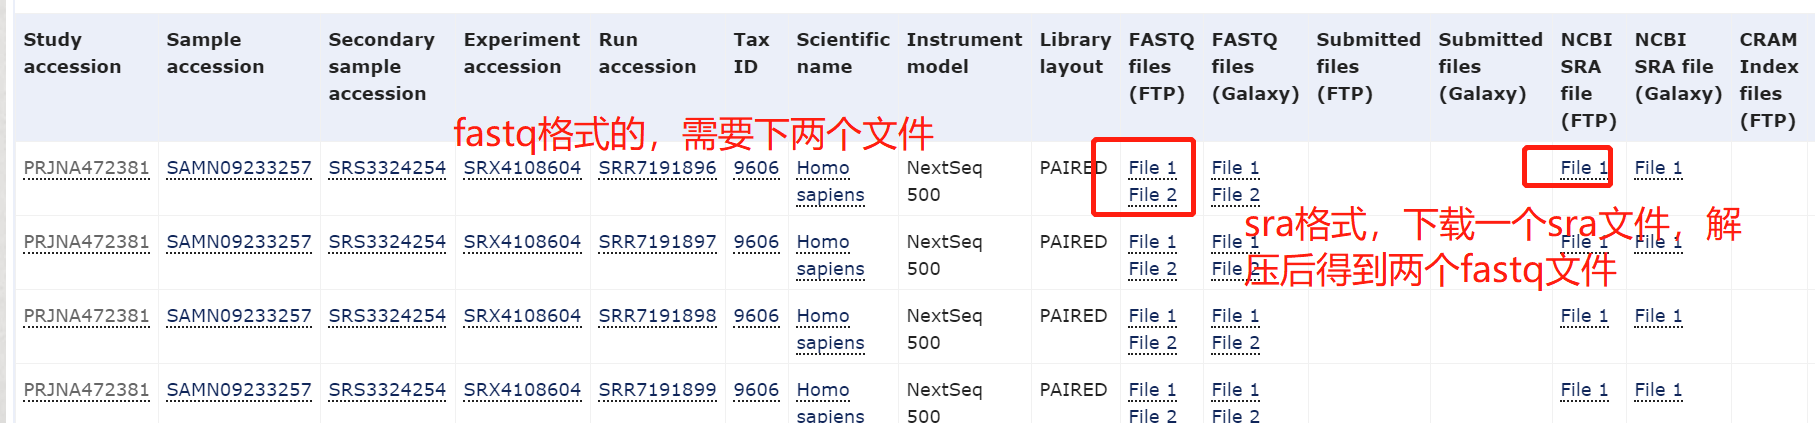 Study accession	Sample accession	Secondary sample accession	Experiment accession	Run accession	Tax ID	Scientific name	Instrument model	Library layout	FASTQ files (FTP)	FASTQ files (Galaxy)	Submitted files (FTP)	Submitted files (Galaxy)	NCBI SRA file (FTP)	NCBI SRA file (Galaxy)	CRAM Index files (FTP)
fastq格式的，需要下两个文件
PRJNA472381	SAMN09233257	SRS3324254	SRX4108604	SRR7191896	9606	Homo sapiens	NextSeq 500	PAIRED	File 1 File 2	File 1 File 2	File 1	File 1
sra格式，下载一个sra文件，解
压后得到两个fastq文件
PRJNA472381	SAMN09233257	SRS3324254	SRX4108604	SRR7191897	9606	Homo sapiens	NextSeq 500	PAIRED	File 1 File 2	File 1 File 2	File 1	File 1
PRJNA472381	SAMN09233257	SRS3324254	SRX4108604	SRR7191898	9606	Homo sapiens	NextSeq 500	PAIRED	File 1 File 2	File 1 File 2	File 1	File 1
PRJNA472381	SAMN09233257	SRS3324254	SRX4108604	SRR7191899	9606	Homo sapiens	NextSeq 500	PAIRED	File 1 File 2	File 1 File 2	File 1	File 1